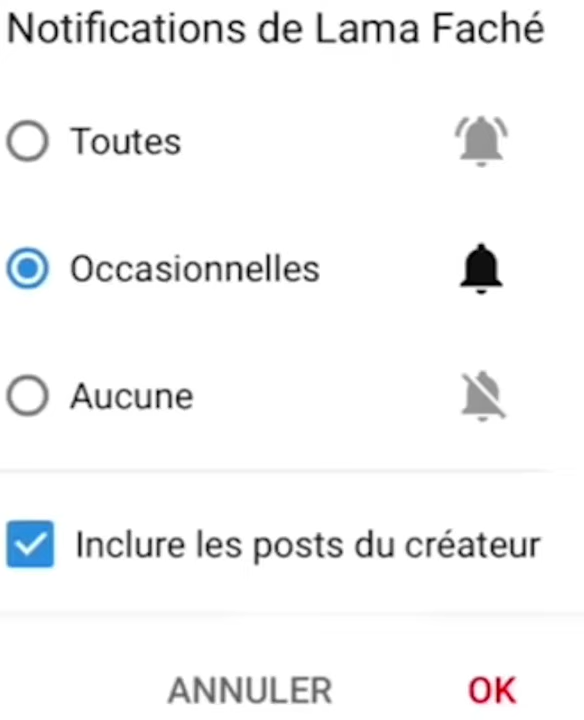 Notifications de Lama Faché
Toutes
Occasionnelles
Aucune
Inclure les posts du créateur
ANNULER OK